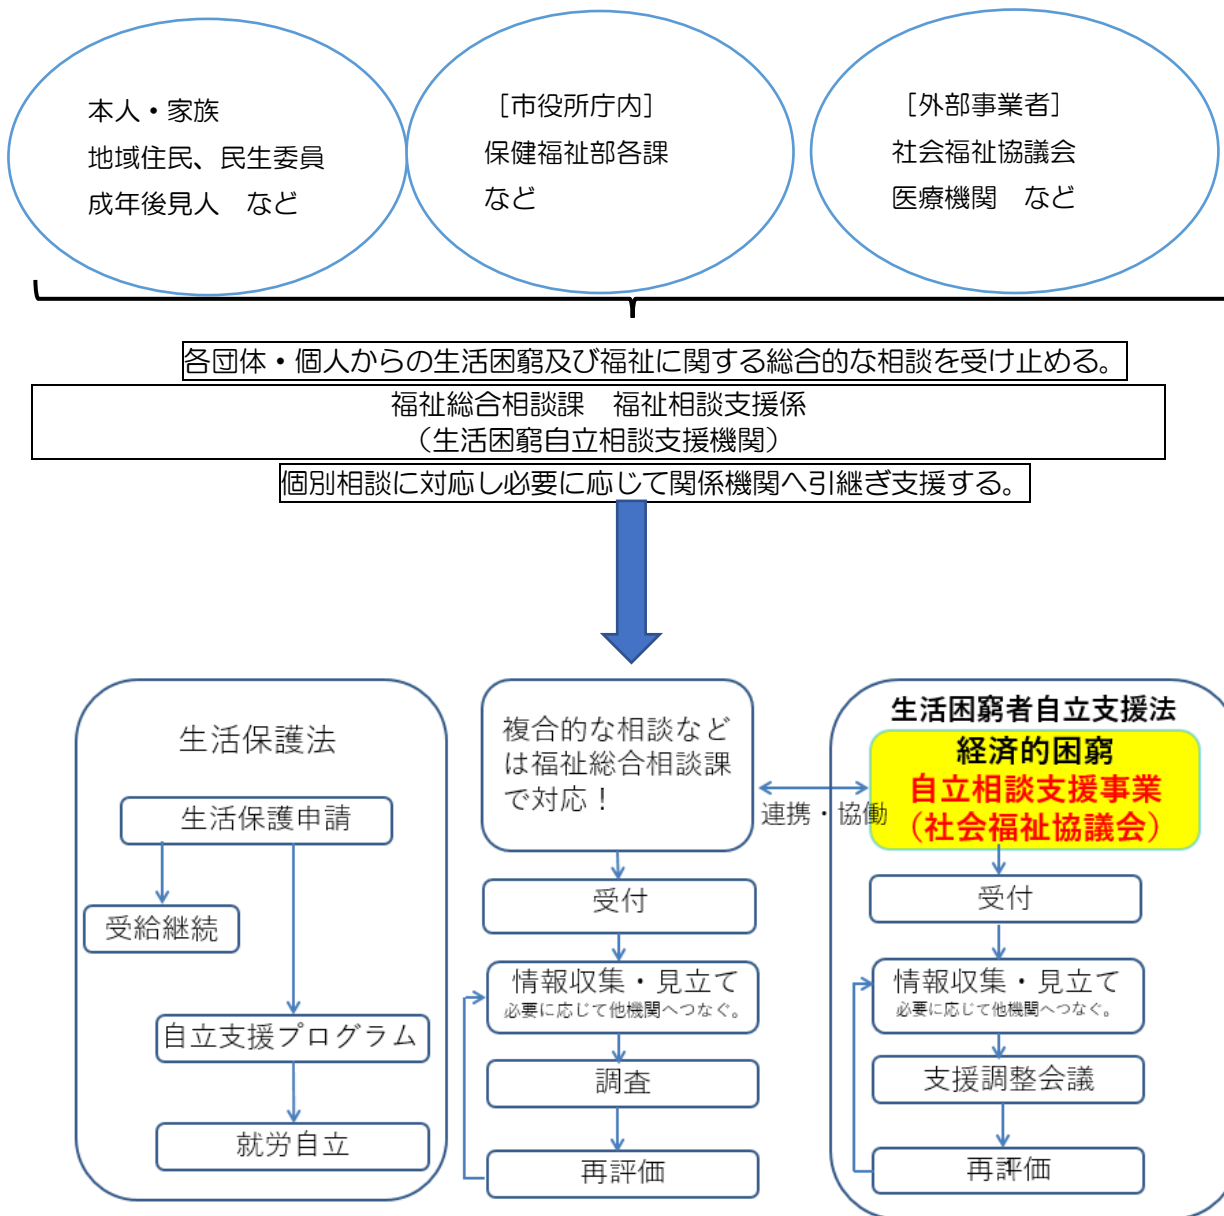 本人・家族
地域住民、民生委員
成年後見人　など
［市役所庁内］
保健福祉部各課
など
［外部事業者］
社会福祉協議会
医療機関　など
各団体・個人からの生活困窮及び福祉に関する総合的な相談を受け止める。
福祉総合相談課　福祉相談支援係
（生活困窮自立相談支援機関）
個別相談に対応し必要に応じて関係機関へ引継ぎ支援する。
生活保護法
生活保護申請
受給継続
自立支援プログラム
就労自立
複合的な相談など
は福祉総合相談課
で対応！
受付
情報収集・見立て
必要に応じて他機関へつなぐ。
調査
再評価
連携・協働
生活困窮者自立支援法
経済的困窮
自立相談支援事業
（社会福祉協議会）
受付
情報収集・見立て
必要に応じて他機関へつなぐ。
支援調整会議
再評価